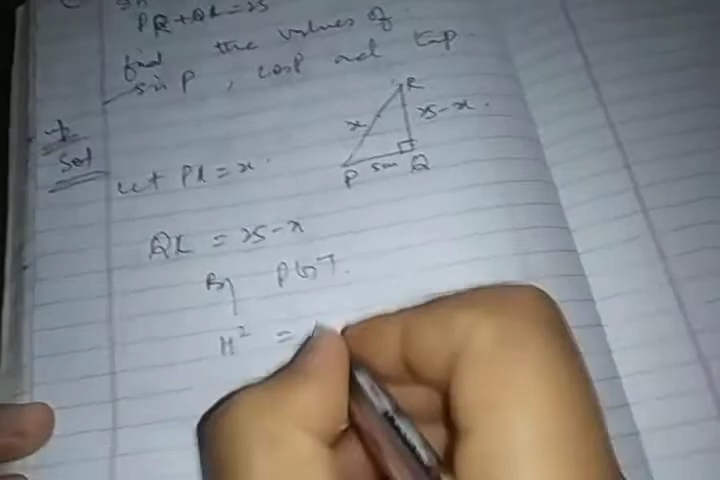 PR + QR = 25
find the values of
sin P, cos P and tan P
Sol
Let PR = x.
R
x
25 - x.
P 5cm Q
QR = 25 - x
By PGT.
H² =